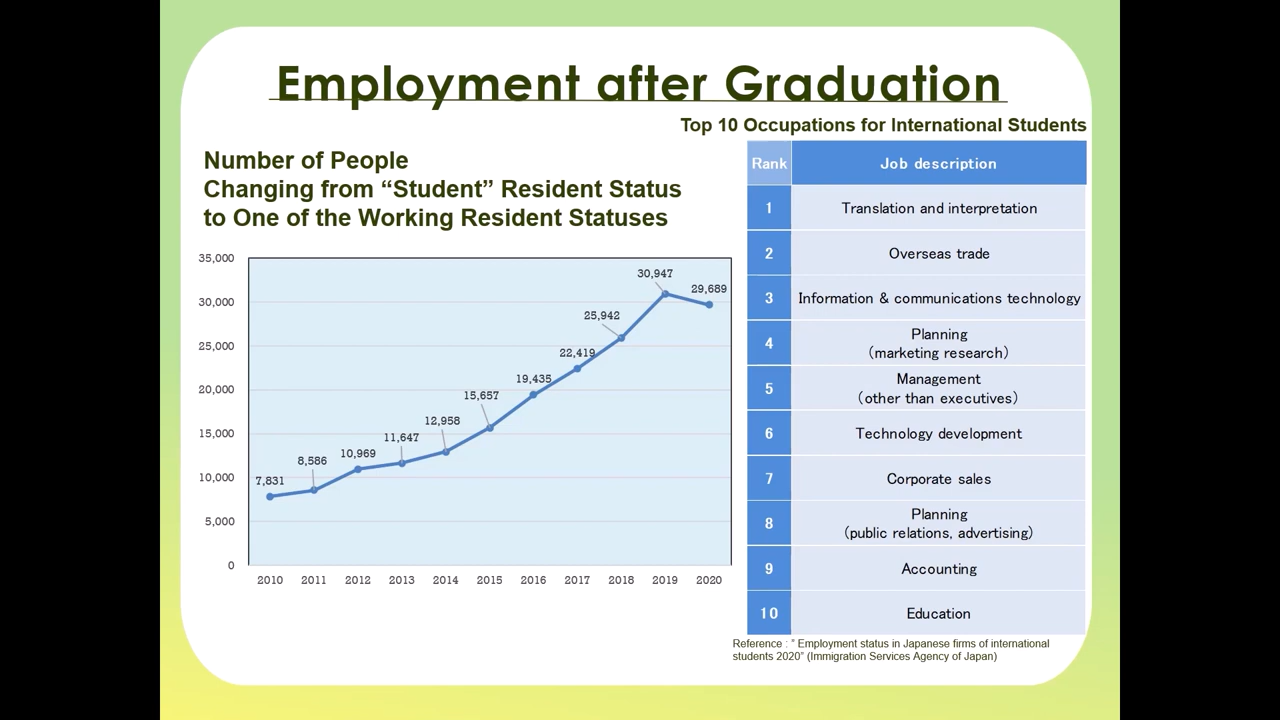 Employment after Graduation
Number of People
Changing from “Student” Resident Status
to One of the Working Resident Statuses
35,000
30,000
25,000
20,000
15,000
10,000
5,000
0
7,831
8,586
10,969
11,647
12,958
15,657
19,435
22,419
25,942
30,947
29,689
2010 2011 2012 2013 2014 2015 2016 2017 2018 2019 2020
Top 10 Occupations for International Students
Rank Job description
1 Translation and interpretation
2 Overseas trade
3 Information & communications technology
4 Planning
（marketing research）
5 Management
（other than executives）
6 Technology development
7 Corporate sales
8 Planning
（public relations, advertising）
9 Accounting
10 Education
Reference : ” Employment status in Japanese firms of international
students 2020” (Immigration Services Agency of Japan)